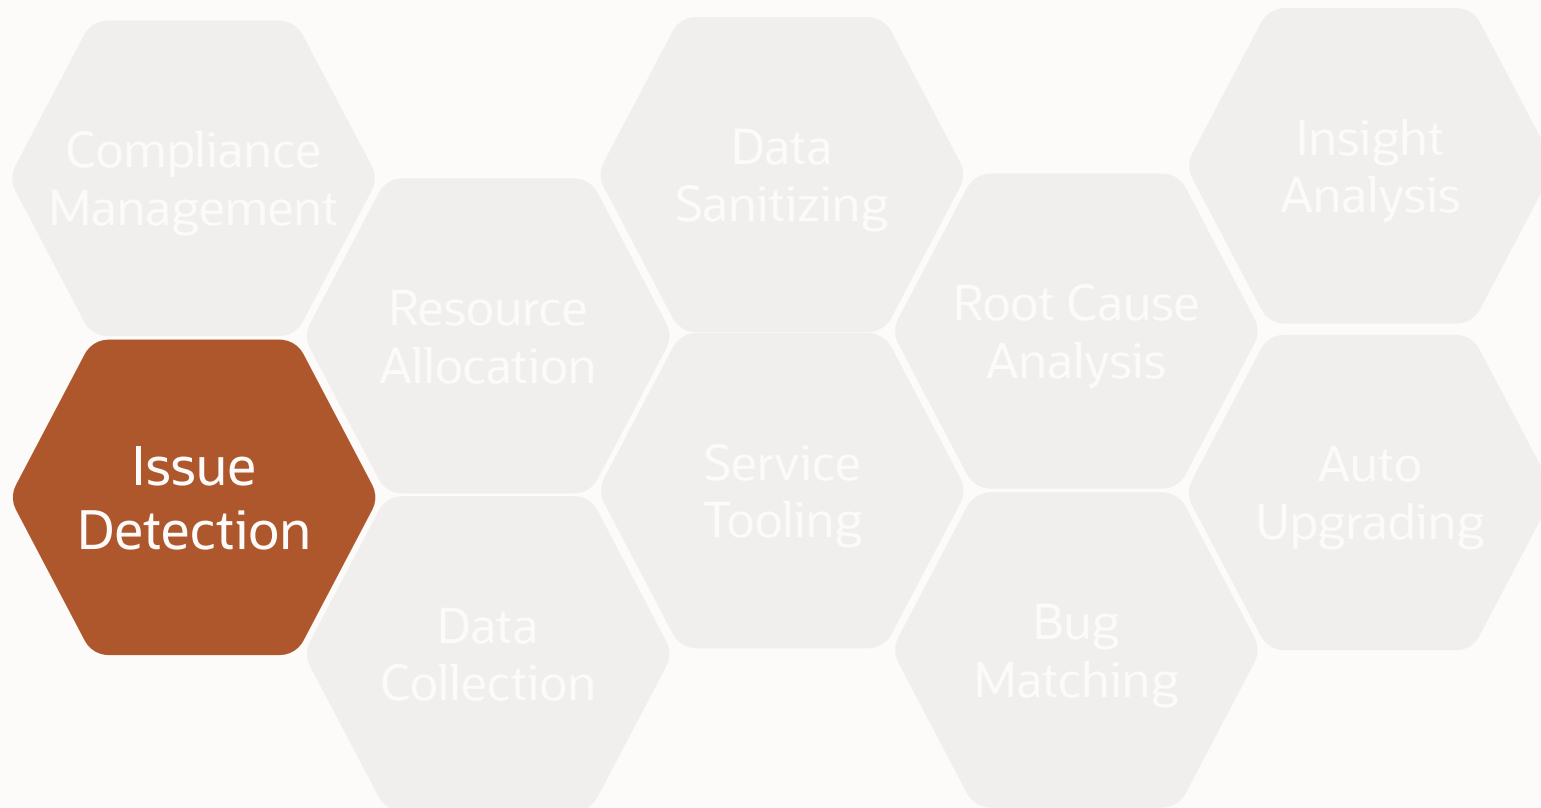 Compliance
Management
Issue
Detection
Resource
Allocation
Data
Collection
Data
Sanitizing
Service
Tooling
Root Cause
Analysis
Bug
Matching
Insight
Analysis
Auto
Upgrading